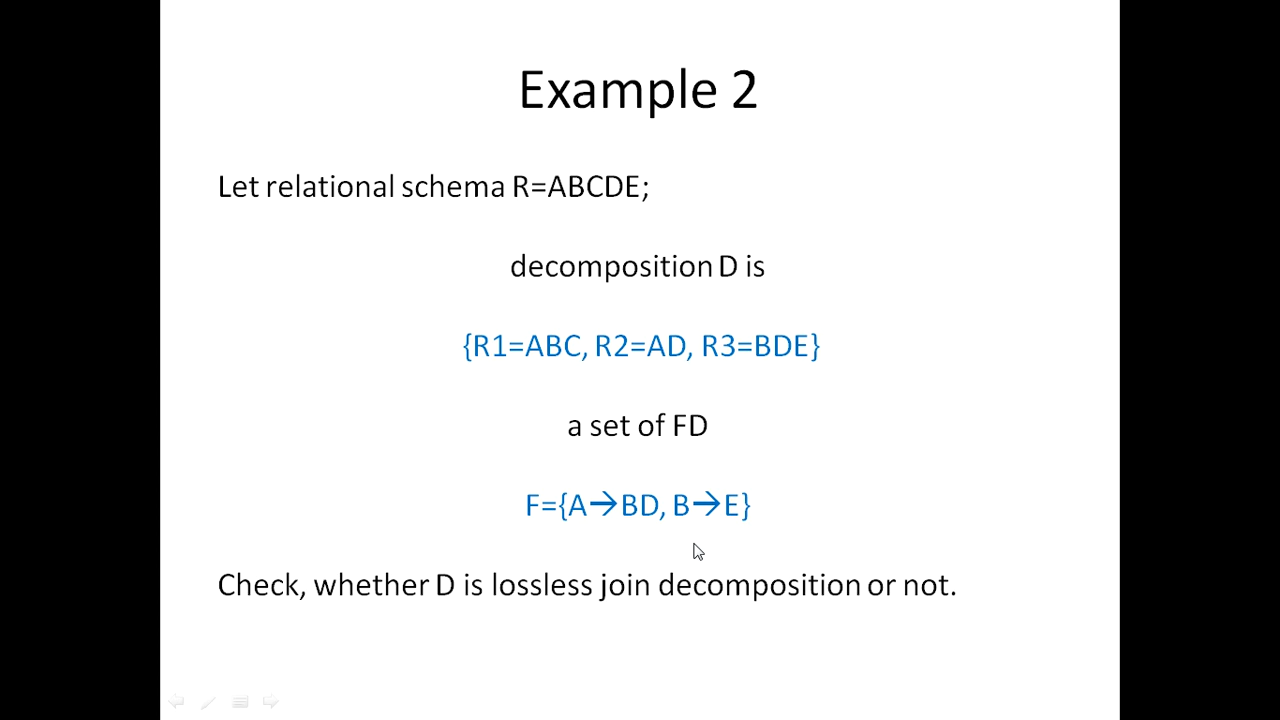 Example 2
Let relational schema R=ABCDE;
decomposition D is
{R1=ABC, R2=AD, R3=BDE}
a set of FD
F={A→BD, B→E}
Check, whether D is lossless join decomposition or not.